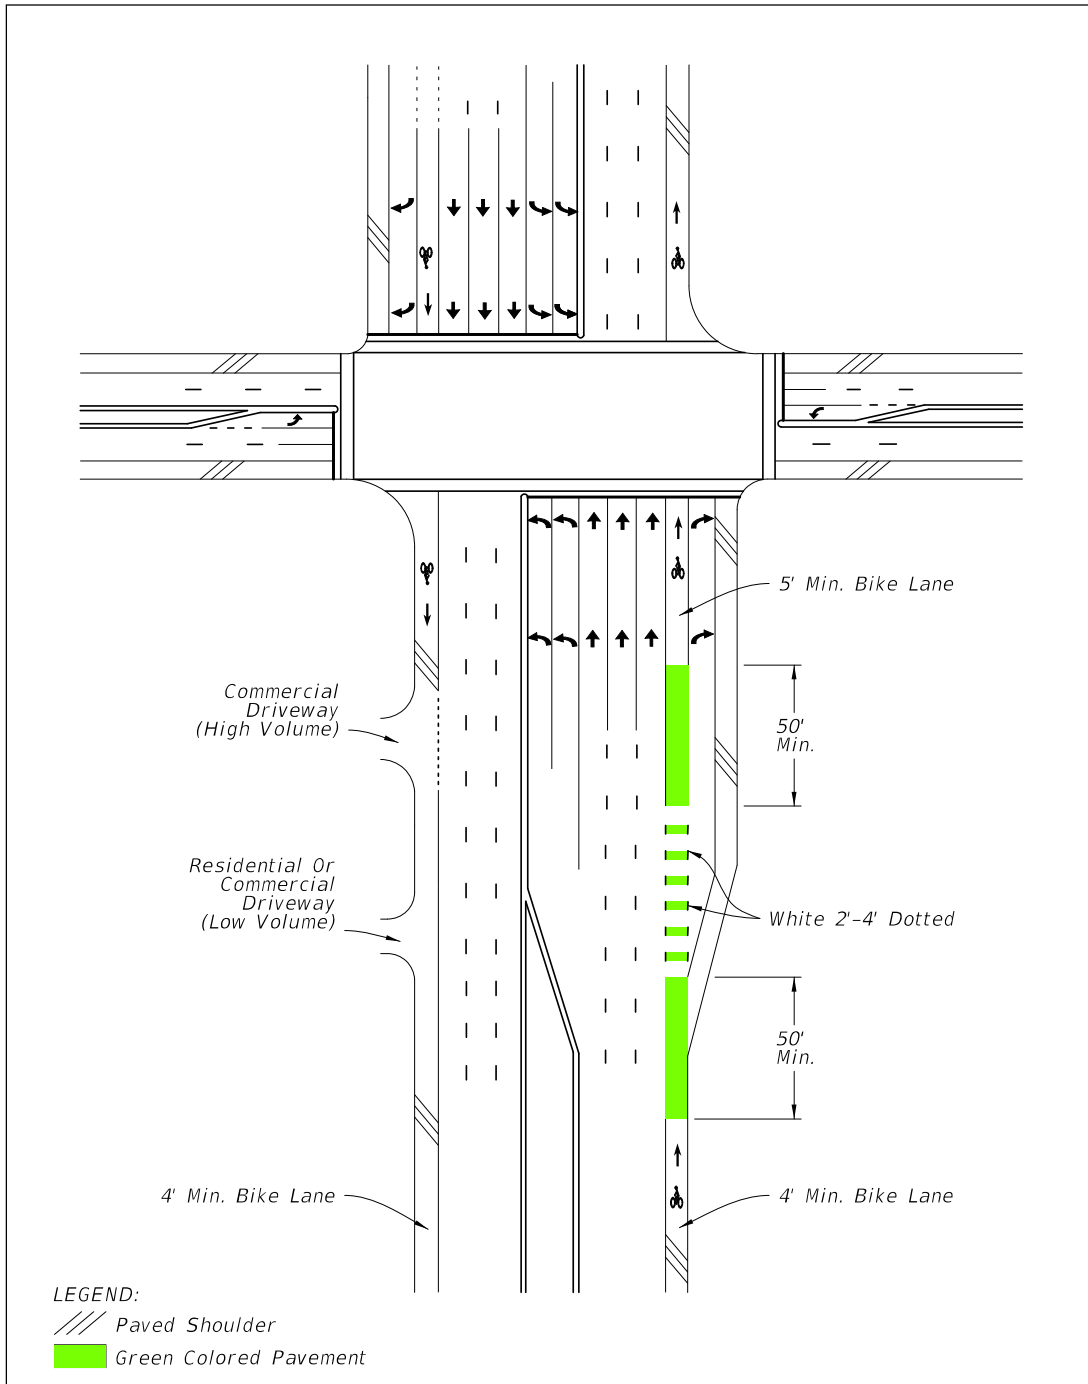 5' Min. Bike Lane
Commercial
Driveway
(High Volume)
50'
Min.
Residential Or
Commercial
Driveway
(Low Volume)
White 2'-4' Dotted
50'
Min.
4' Min. Bike Lane
4' Min. Bike Lane
LEGEND:
Paved Shoulder
Green Colored Pavement